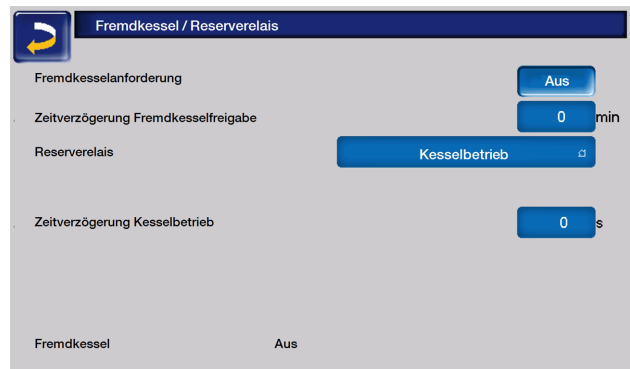 Fremdkessel / Reserverelais
Fremdkesselanforderung Aus
Zeitverzögerung Fremdkesselfreigabe 0 min
Reserverelais Kesselbetrieb
Zeitverzögerung Kesselbetrieb 0 s
Fremdkessel Aus